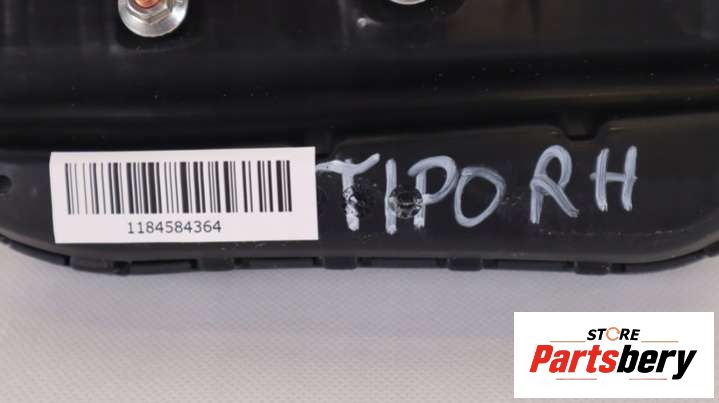 TIPO RH
1184584364
STORE
Partsbery